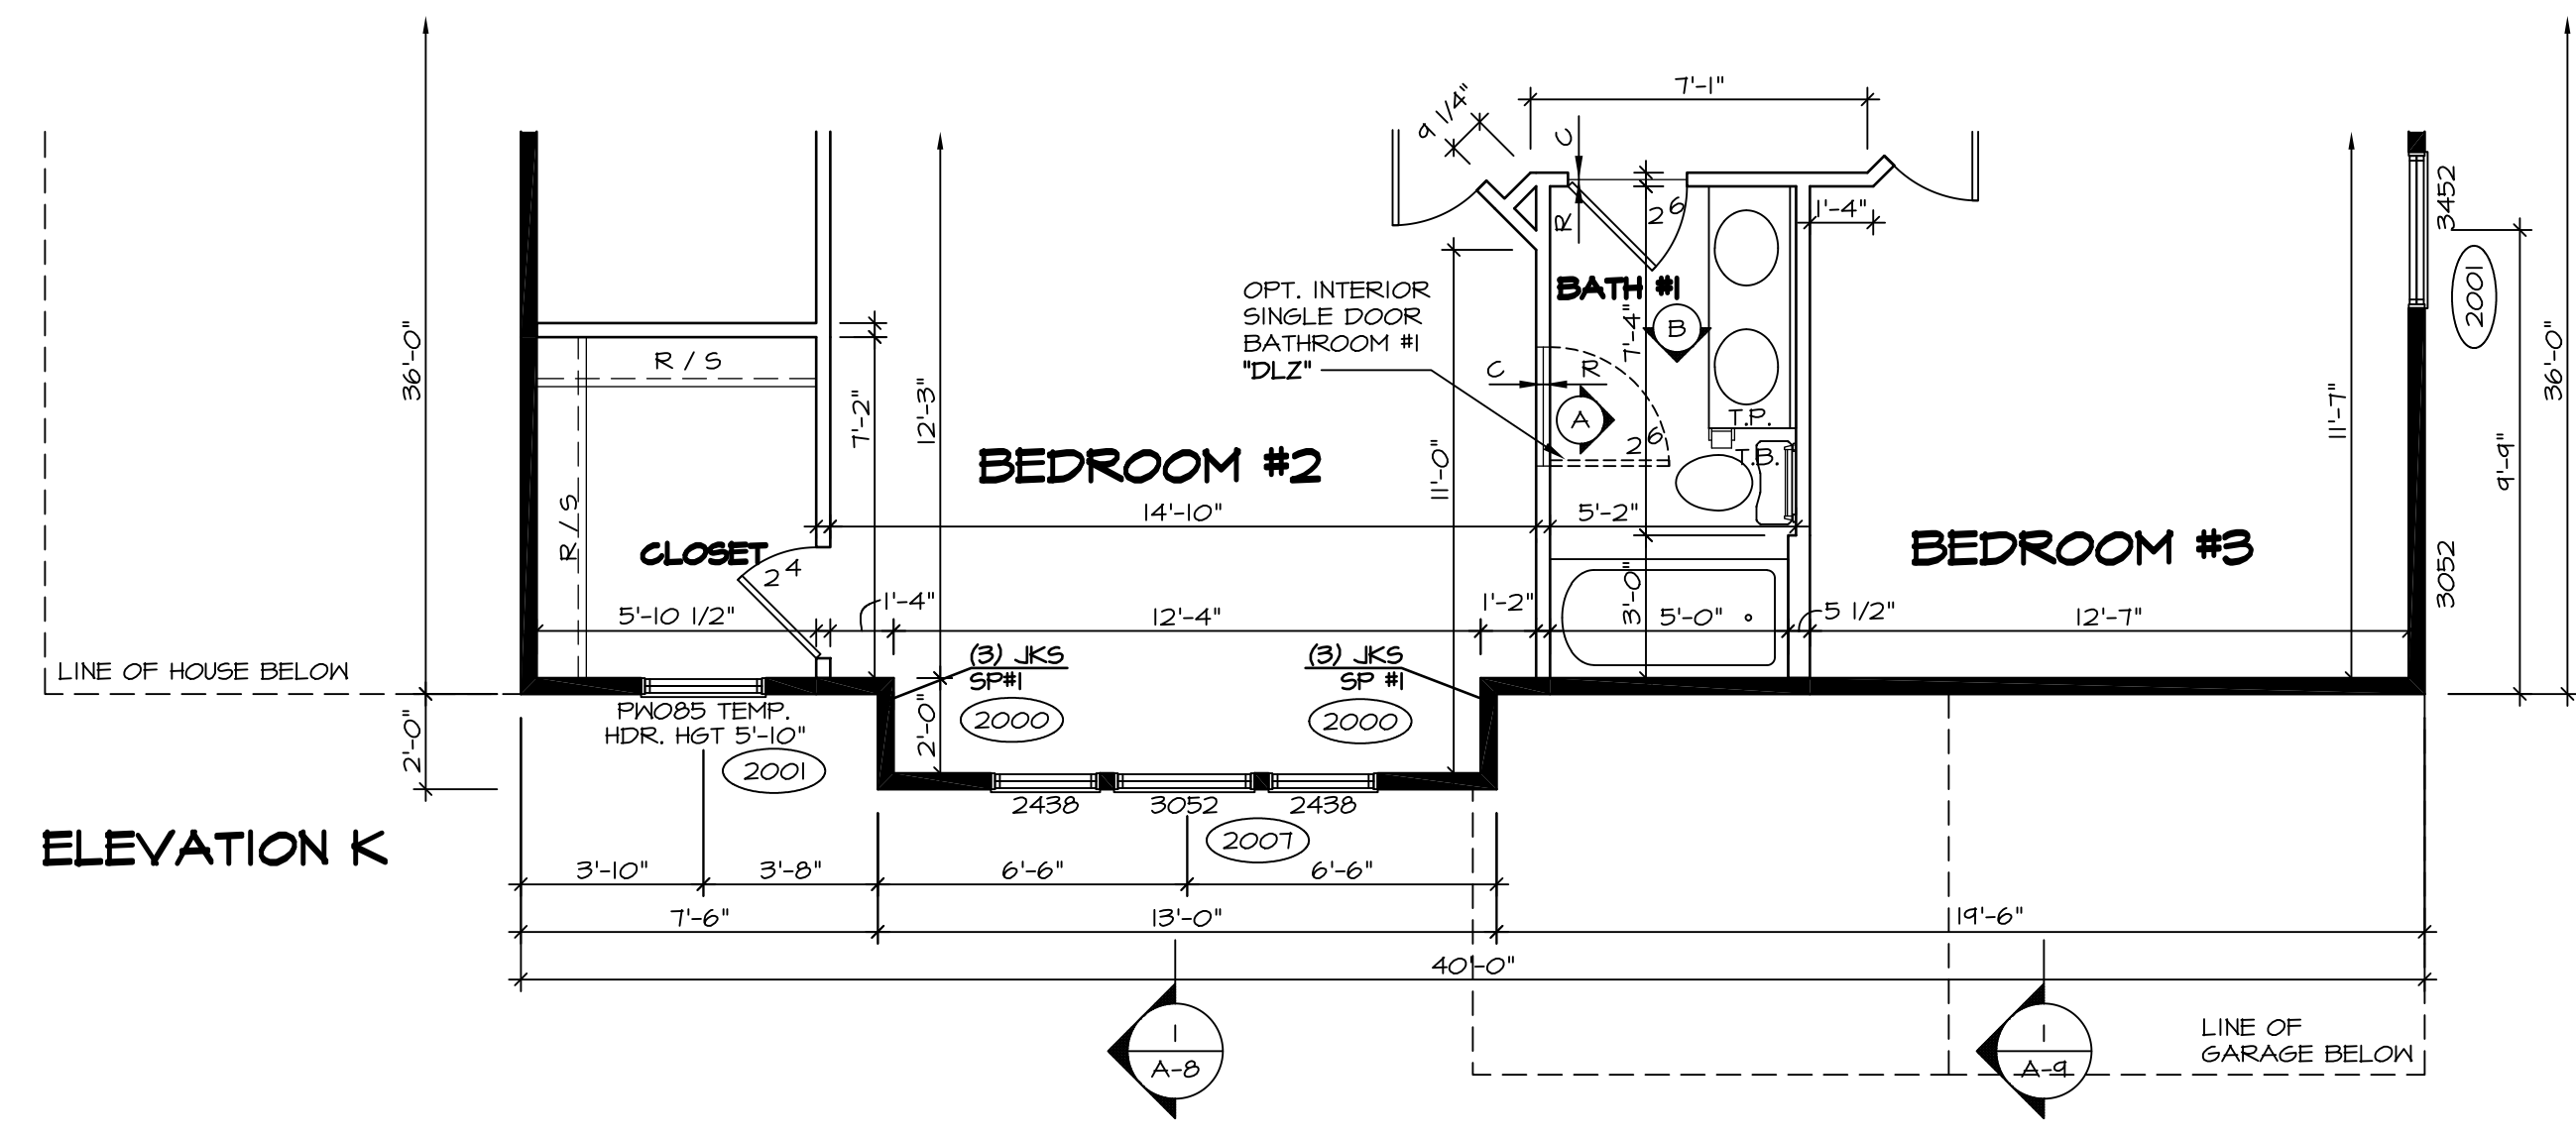 7'-1"
9 1/4"
C
R
2 6
1'-4"
3452
2001
36'-0"
36'-0"
BATH #1
OPT. INTERIOR
SINGLE DOOR
BATHROOM #1
"DLZ"
7'-4"
B
C
R
A
2 6
T.P.
T.B.
R / S
R / S
7'-2"
12'-3"
11'-0"
11'-7"
9'-9"
BEDROOM #2
14'-10"
5'-2"
BEDROOM #3
3052
CLOSET
2 4
5'-10 1/2"
1'-4"
12'-4"
1'-2"
3'-0"
5'-0"
5 1/2"
12'-7"
LINE OF HOUSE BELOW
(3) JKS
SP#1
2000
(3) JKS
SP #1
2000
PW085 TEMP.
HDR. HGT 5'-10"
2001
2'-0"
2'-0"
2438
3052
2438
2007
ELEVATION K
3'-10"
3'-8"
6'-6"
6'-6"
7'-6"
13'-0"
19'-6"
40'-0"
1
A-8
1
A-9
LINE OF
GARAGE BELOW